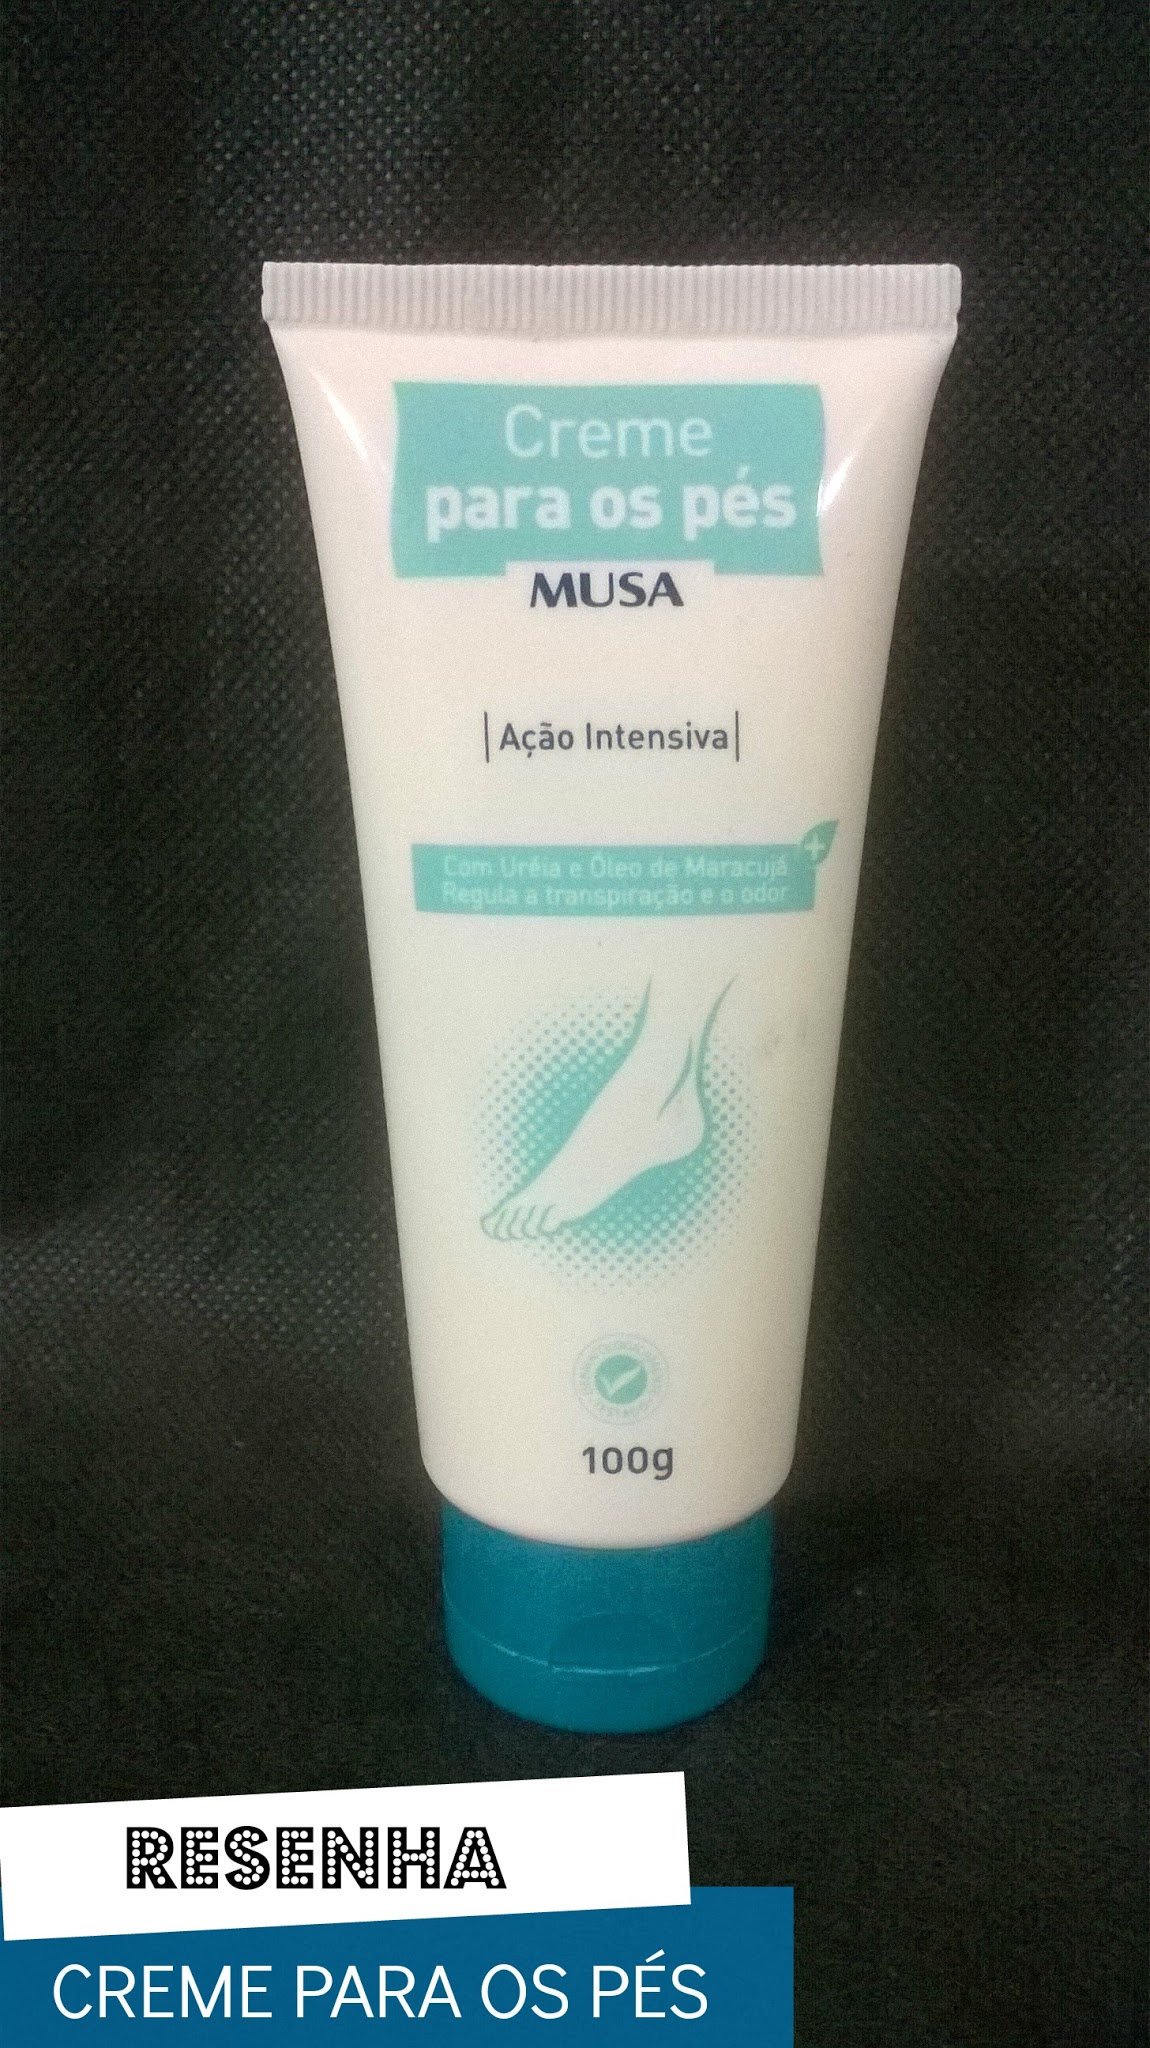 Creme
para os pés
MUSA
Ação Intensiva
Com Uréia e Óleo de Maracujá
Regula a transpiração e o odor
100g
RESENHA
CREME PARA OS PÉS